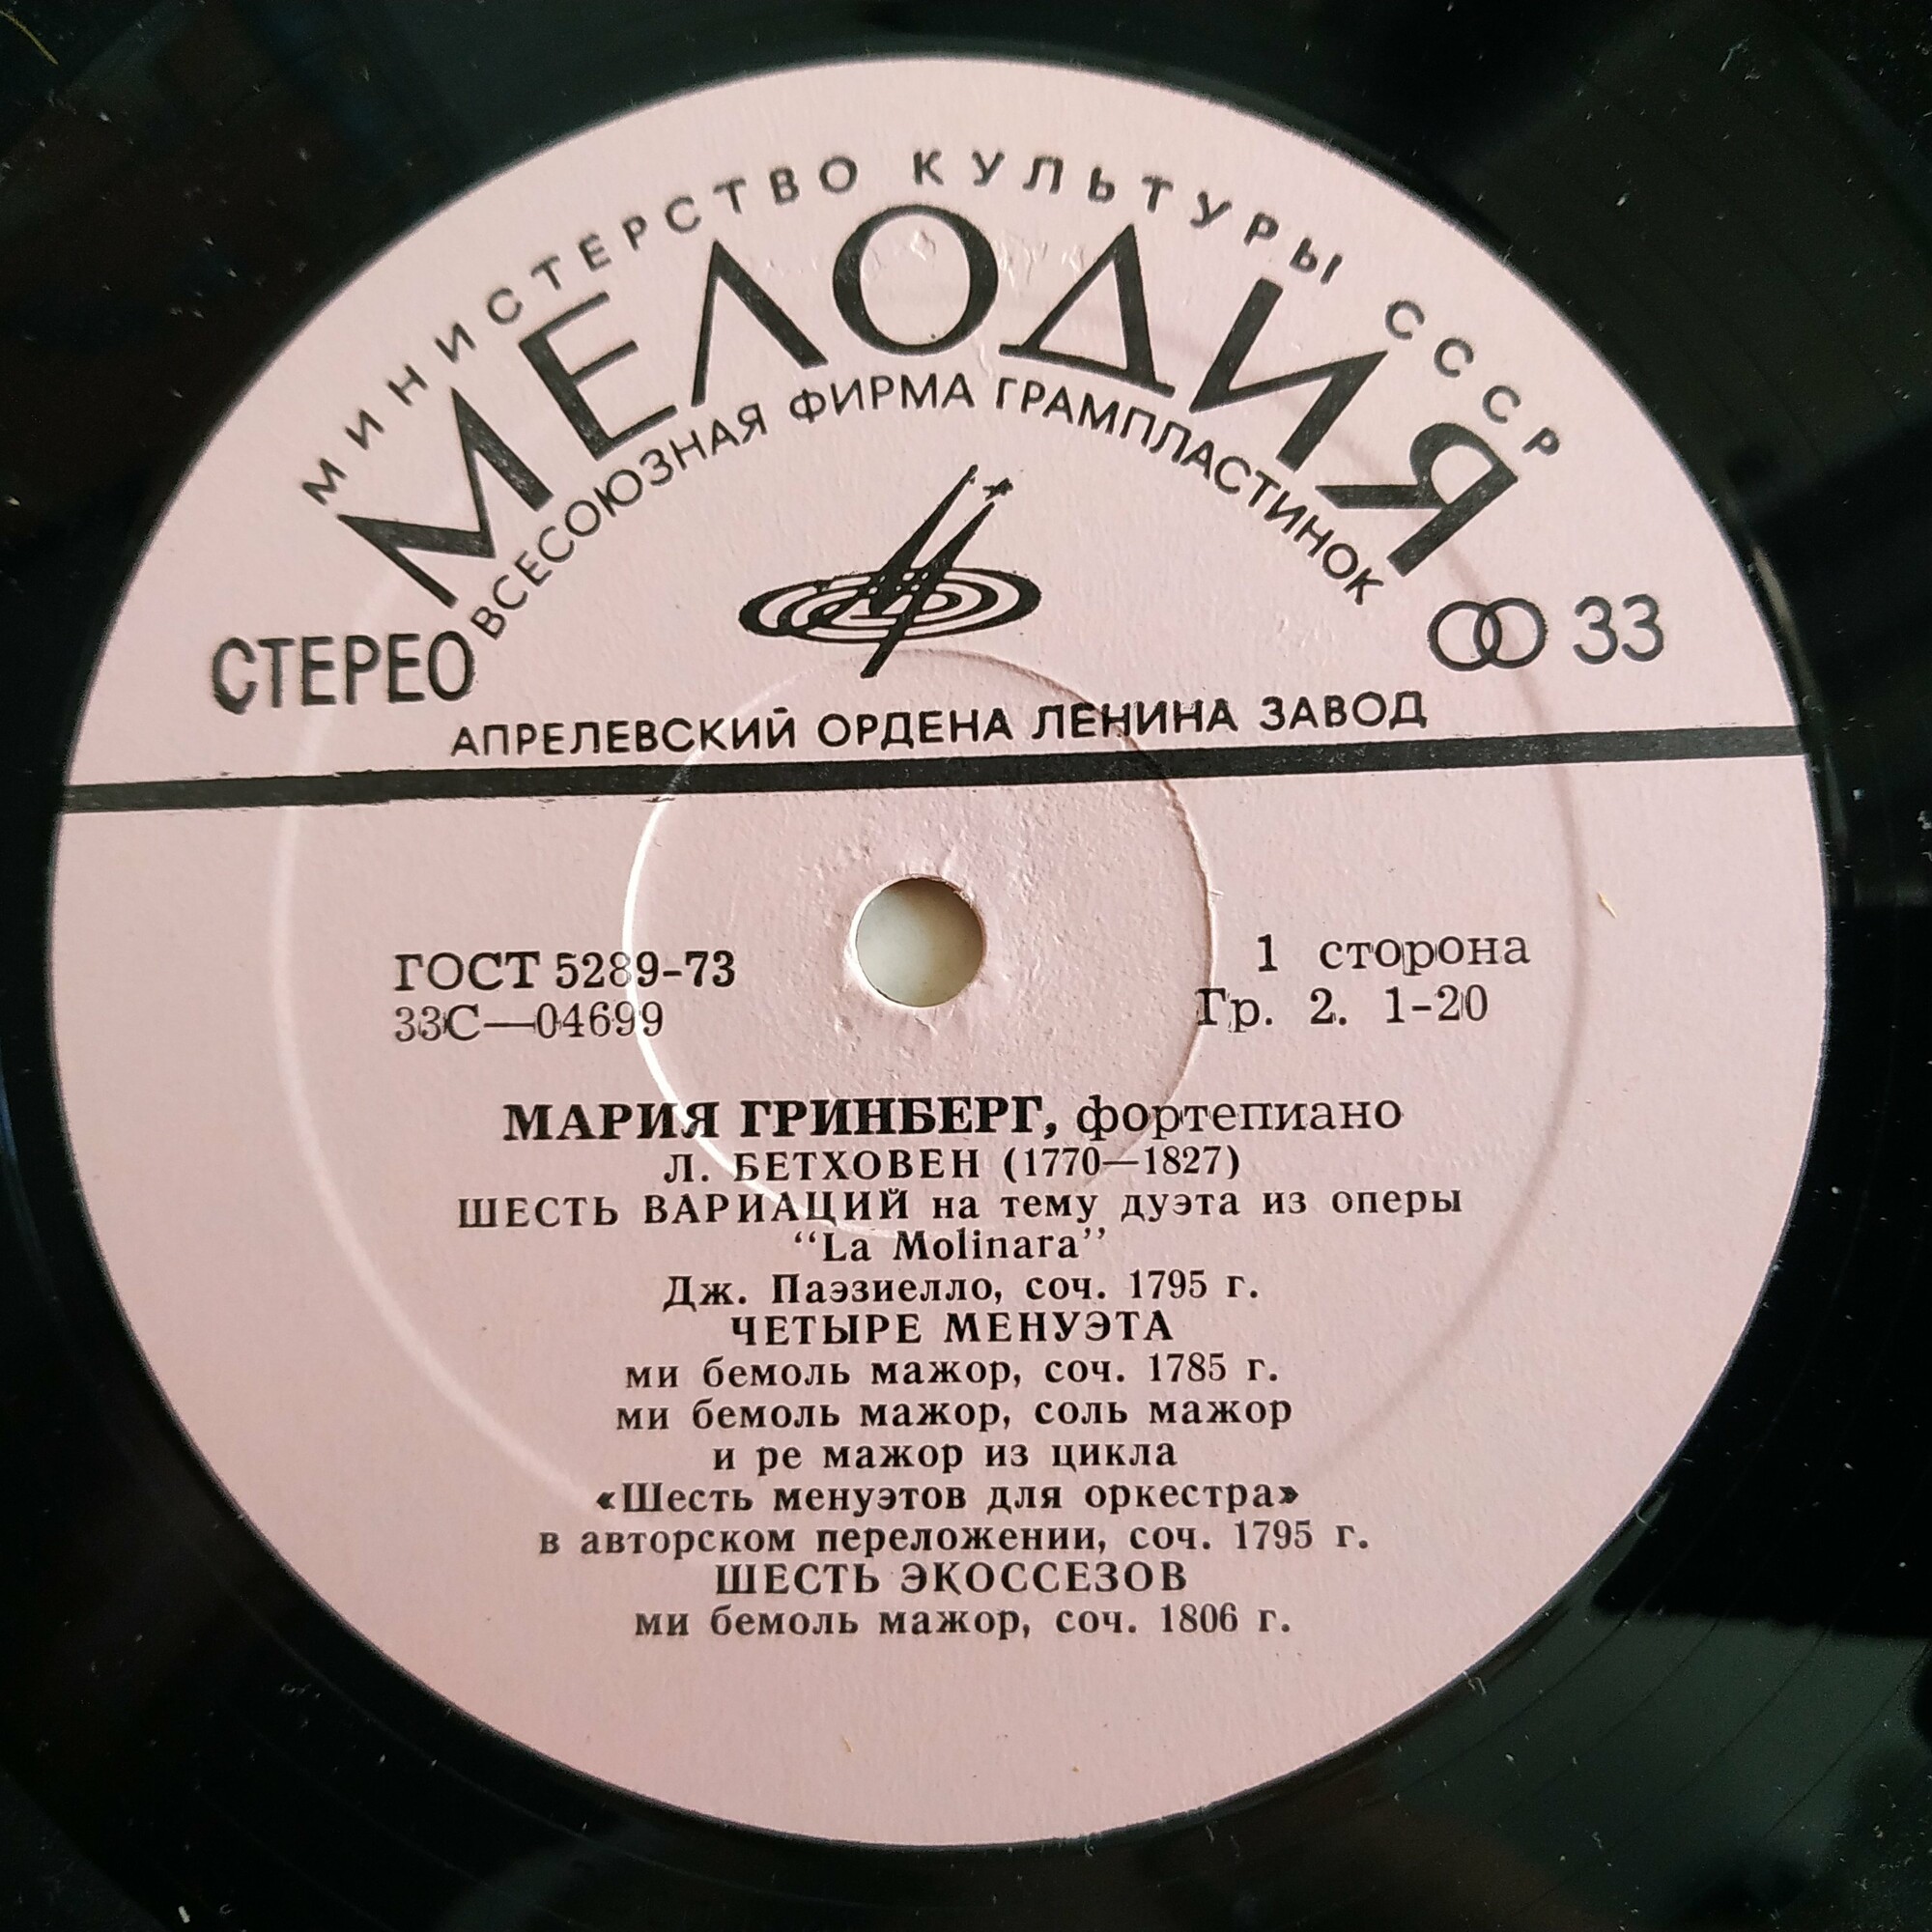 МИНИСТЕРСТВО КУЛЬТУРЫ СССР
МЕЛОДИЯ
ВСЕСОЮЗНАЯ ФИРМА ГРАМПЛАСТИНОК
СТЕРЕО
33
АПРЕЛЕВСКИЙ ОРДЕНА ЛЕНИНА ЗАВОД
ГОСТ 5289-73
33С—04699
1 сторона
Гр. 2. 1-20
МАРИЯ ГРИНБЕРГ, фортепиано
Л. БЕТХОВЕН (1770—1827)
ШЕСТЬ ВАРИАЦИЙ на тему дуэта из оперы
“La Molinara”
Дж. Паэзиелло, соч. 1795 г.
ЧЕТЫРЕ МЕНУЭТА
ми бемоль мажор, соч. 1785 г.
ми бемоль мажор, соль мажор
и ре мажор из цикла
«Шесть менуэтов для оркестра»
в авторском переложении, соч. 1795 г.
ШЕСТЬ ЭКОССЕЗОВ
ми бемоль мажор, соч. 1806 г.